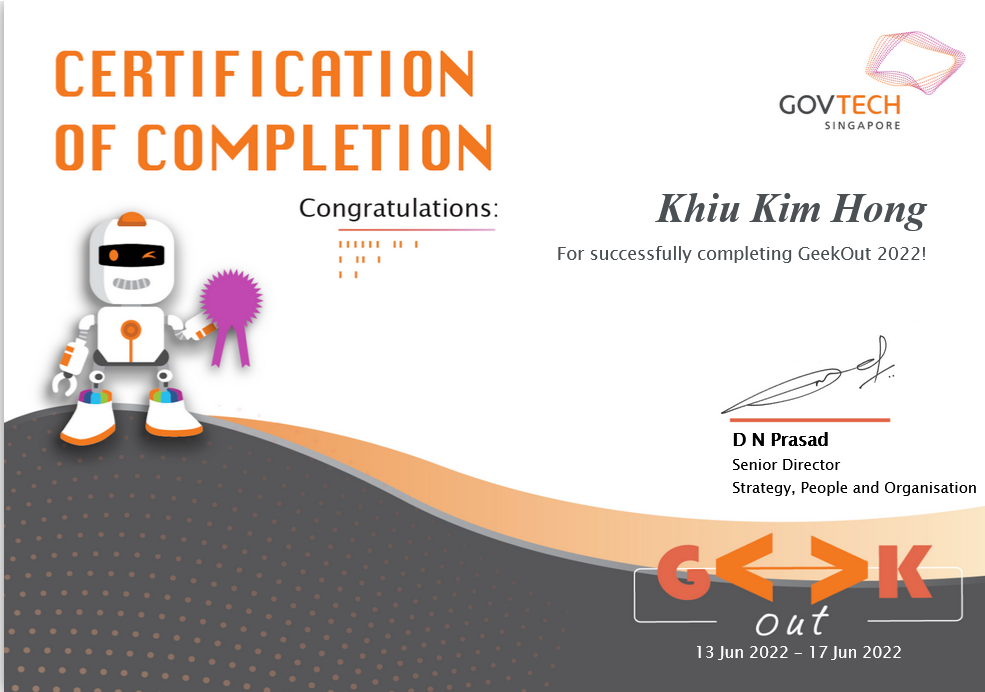 CERTIFICATION
OF COMPLETION
GOVTECH
SINGAPORE
Congratulations:
Khiu Kim Hong
For successfully completing GeekOut 2022!
D N Prasad
Senior Director
Strategy, People and Organisation
G<>K
out
13 Jun 2022 – 17 Jun 2022